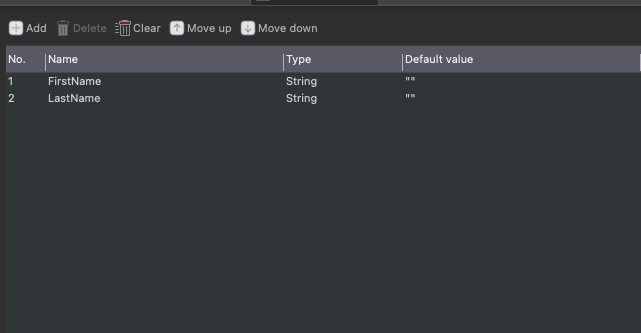 Add Delete Clear Move up Move down
No. Name Type Default value
1 FirstName String ""
2 LastName String ""